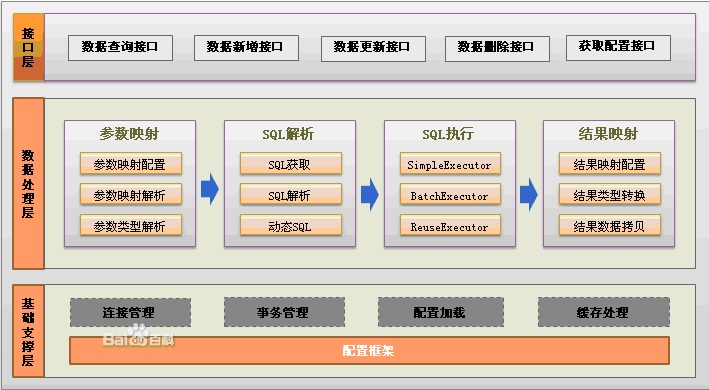 接口层
数据查询接口
数据新增接口
数据更新接口
数据删除接口
获取配置接口
数据处理层
参数映射
参数映射配置
参数映射解析
参数类型解析
SQL解析
SQL获取
SQL解析
动态SQL
SQL执行
SimpleExecutor
BatchExecutor
ReuseExecutor
结果映射
结果映射配置
结果类型转换
结果数据拷贝
基础支撑层
连接管理
事务管理
配置加载
缓存处理
Bai百科
配置框架